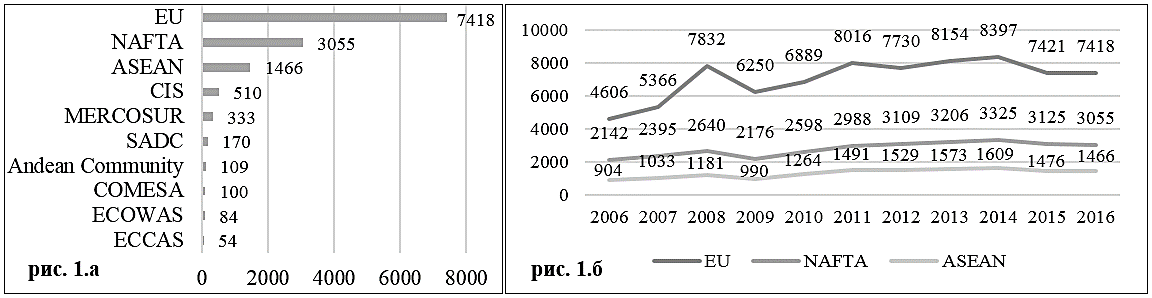 EU 7418
NAFTA 3055
ASEAN 1466
CIS 510
MERCOSUR 333
SADC 170
Andean Community 109
COMESA 100
ECOWAS 84
ECCAS 54
0 2000 4000 6000 8000
рис. 1.а
10000
8000
6000
4000
2000
0
4606 5366 7832 6250 6889 8016 7730 8154 8397 7421 7418
2142 2395 2640 2176 2598 2988 3109 3206 3325 3125 3055
904 1033 1181 990 1264 1491 1529 1573 1609 1476 1466
2006 2007 2008 2009 2010 2011 2012 2013 2014 2015 2016
EU NAFTA ASEAN
рис. 1.б